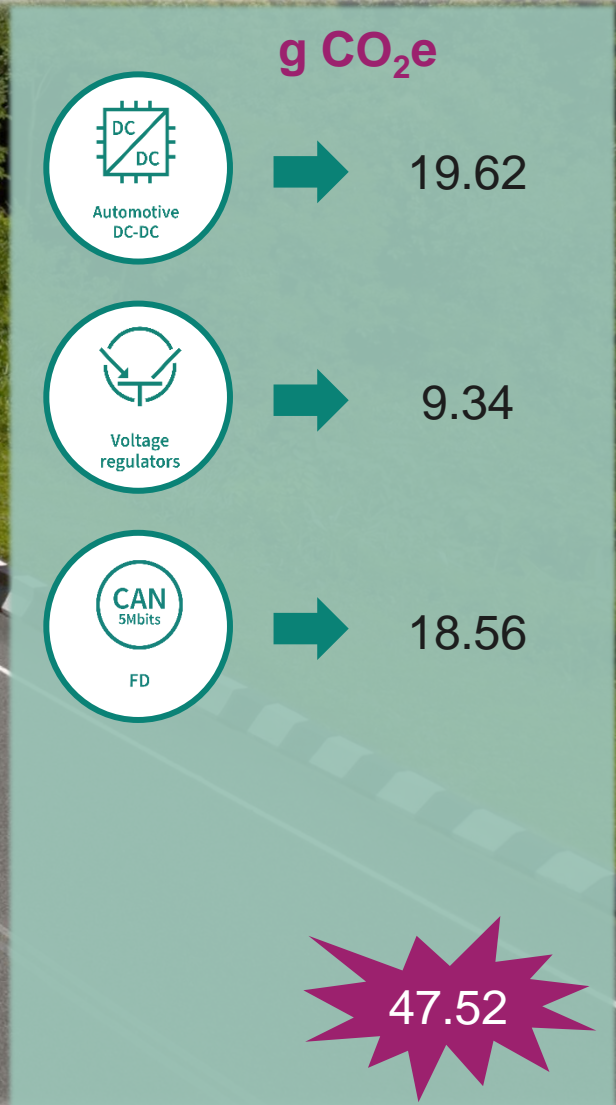 g CO₂e
DC
DC
Automotive
DC-DC
19.62
Voltage
regulators
9.34
CAN
5Mbits
FD
18.56
47.52